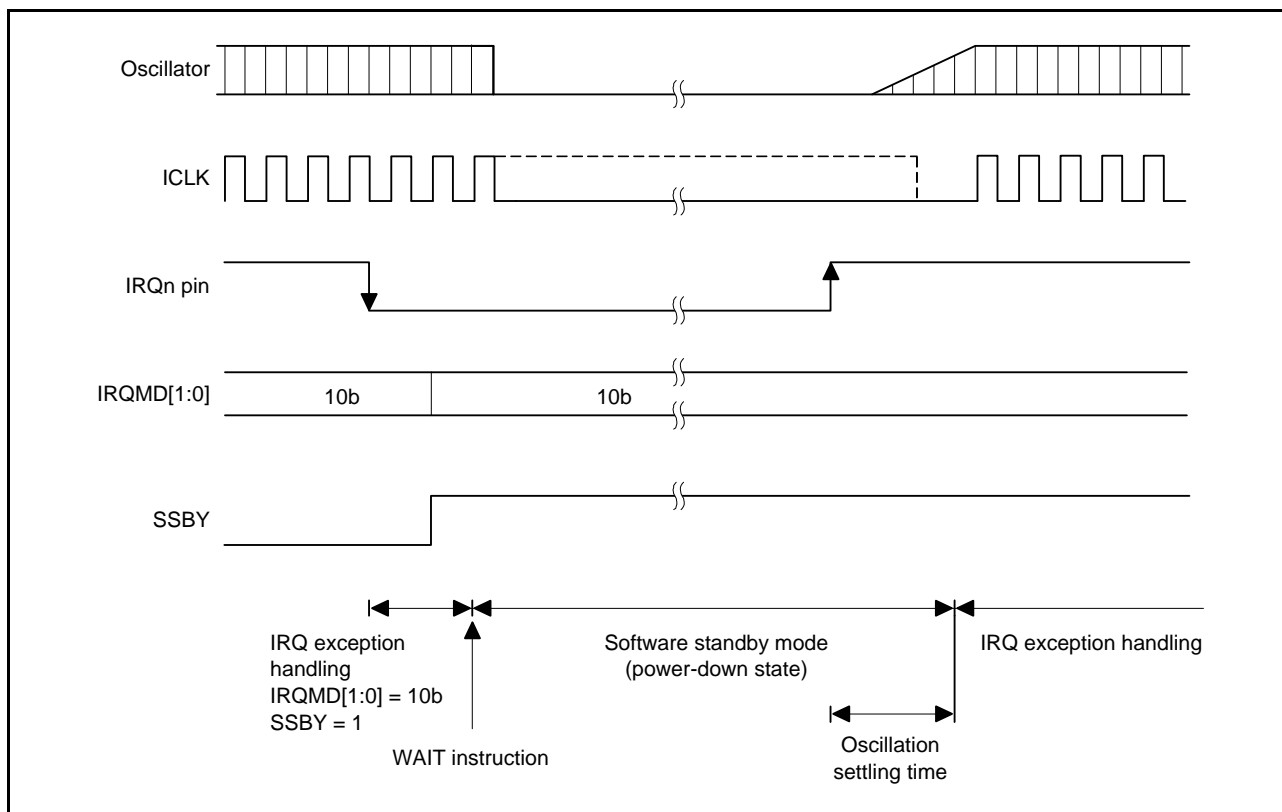 Oscillator
ICLK
IRQn pin
IRQMD[1:0]
10b
10b
SSBY
IRQ exception
handling
IRQMD[1:0] = 10b
SSBY = 1
WAIT instruction
Software standby mode
(power-down state)
Oscillation
settling time
IRQ exception handling